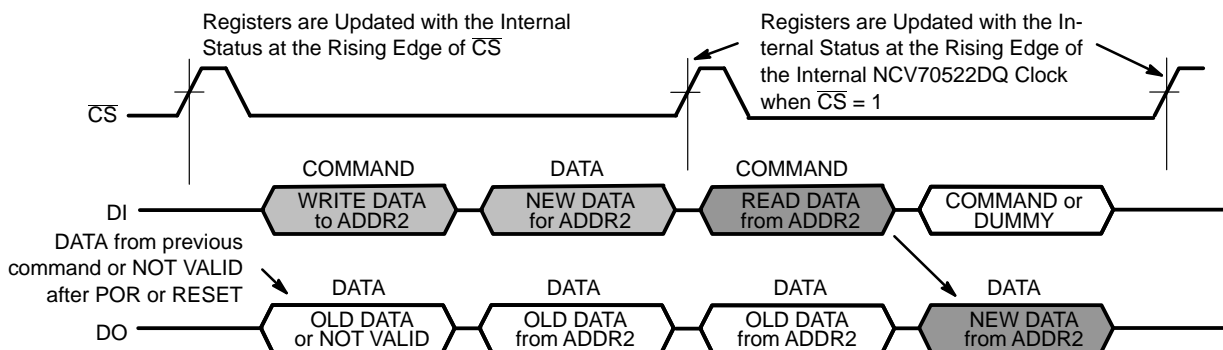 Registers are Updated with the Internal
Status at the Rising Edge of C̅S̅
Registers are Updated with the In-
ternal Status at the Rising Edge of
the Internal NCV70522DQ Clock
when C̅S̅ = 1
C̅S̅
COMMAND
DATA
COMMAND
DI
WRITE DATA
to ADDR2
NEW DATA
for ADDR2
READ DATA
from ADDR2
COMMAND or
DUMMY
DATA from previous
command or NOT VALID
after POR or RESET
DATA
DATA
DATA
DATA
DO
OLD DATA
or NOT VALID
OLD DATA
from ADDR2
OLD DATA
from ADDR2
NEW DATA
from ADDR2